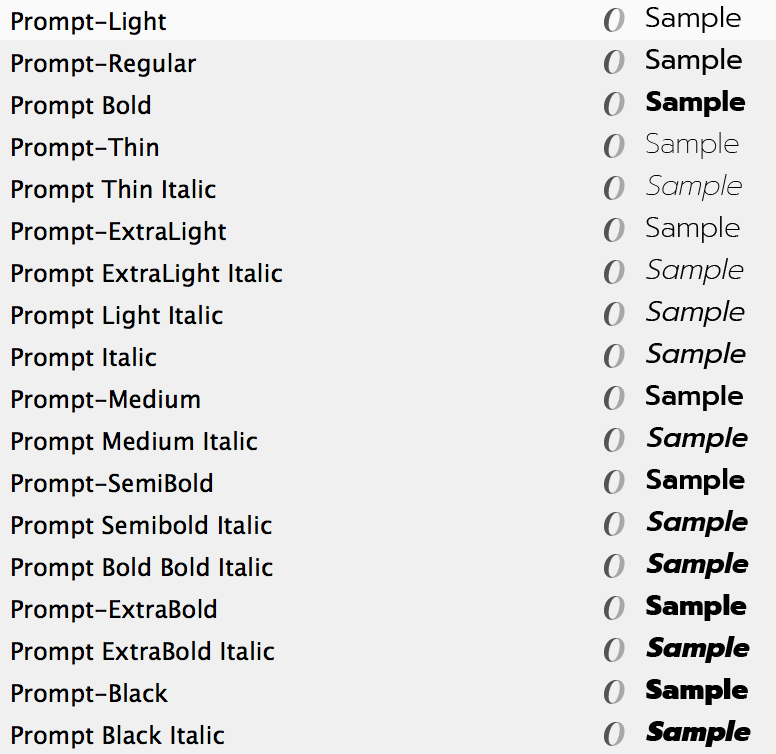 Prompt-Light Sample
Prompt-Regular Sample
Prompt Bold Sample
Prompt-Thin Sample
Prompt Thin Italic Sample
Prompt-ExtraLight Sample
Prompt ExtraLight Italic Sample
Prompt Light Italic Sample
Prompt Italic Sample
Prompt-Medium Sample
Prompt Medium Italic Sample
Prompt-SemiBold Sample
Prompt Semibold Italic Sample
Prompt Bold Bold Italic Sample
Prompt-ExtraBold Sample
Prompt ExtraBold Italic Sample
Prompt-Black Sample
Prompt Black Italic Sample